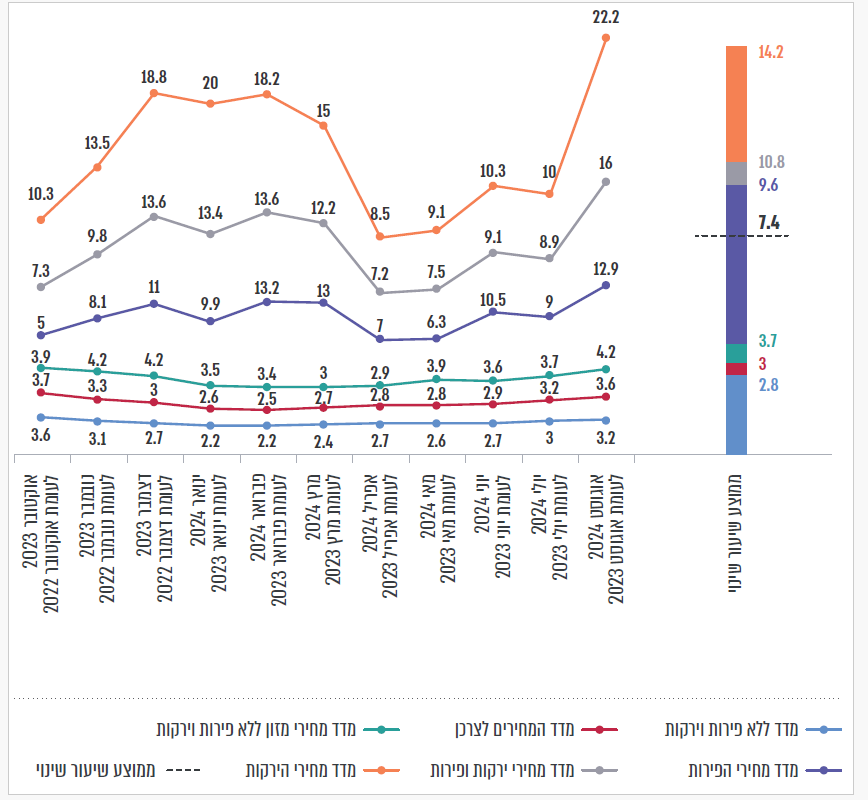 22.2
18.8
20
18.2
15
13.5
10.3
8.5
9.1
10.3
10
16
13.6
13.4
13.6
12.2
9.8
7.3
7.2
7.5
9.1
8.9
12.9
5
8.1
11
9.9
13.2
13
7
6.3
10.5
9
3.9
4.2
4.2
3.5
3.4
3
2.9
3.9
3.6
3.7
4.2
3.7
3.3
3
2.6
2.5
2.7
2.8
2.8
2.9
3.2
3.6
3.6
3.1
2.7
2.2
2.2
2.4
2.7
2.6
2.7
3
3.2
14.2
10.8
9.6
7.4
3.7
3
2.8
אוקטובר 2023
לעומת אוקטובר 2022
נובמבר 2023
לעומת נובמבר 2022
דצמבר 2023
לעומת דצמבר 2022
ינואר 2024
לעומת ינואר 2023
פברואר 2024
לעומת פברואר 2023
מרץ 2024
לעומת מרץ 2023
אפריל 2024
לעומת אפריל 2023
מאי 2024
לעומת מאי 2023
יוני 2024
לעומת יוני 2023
יולי 2024
לעומת יולי 2023
אוגוסט 2024
לעומת אוגוסט 2023
ממוצע שיעור שינוי
מדד ללא פירות וירקות
מדד המחירים לצרכן
מדד מחירי מזון ללא פירות וירקות
מדד מחירי הפירות
מדד מחירי ירקות ופירות
מדד מחירי הירקות
ממוצע שיעור שינוי